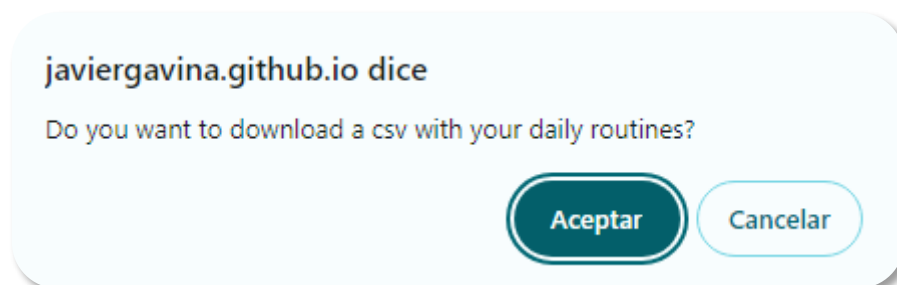 javiergavina.github.io dice
Do you want to download a csv with your daily routines?
Aceptar Cancelar